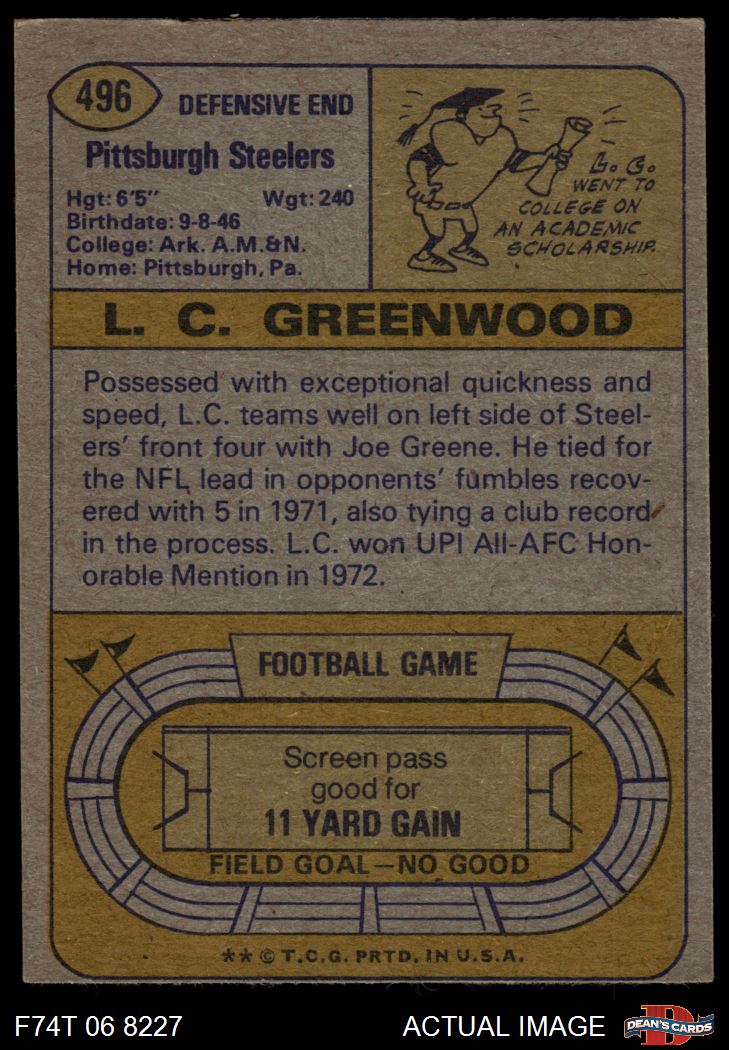 496
DEFENSIVE END
Pittsburgh Steelers
Hgt: 6'5" Wgt: 240
Birthdate: 9-8-46
College: Ark. A.M.&N.
Home: Pittsburgh, Pa.
L. C.
WENT TO
COLLEGE ON
AN ACADEMIC
SCHOLARSHIP.
L. C. GREENWOOD
Possessed with exceptional quickness and
speed, L.C. teams well on left side of Steel-
ers' front four with Joe Greene. He tied for
the NFL lead in opponents' fumbles recov-
ered with 5 in 1971, also tying a club record
in the process. L.C. won UPI All-AFC Hon-
orable Mention in 1972.
FOOTBALL GAME
Screen pass
good for
11 YARD GAIN
FIELD GOAL—NO GOOD
** © T.C.G. PRTD. IN U.S.A.
F74T 06 8227
ACTUAL IMAGE
D
DEAN'S CARDS